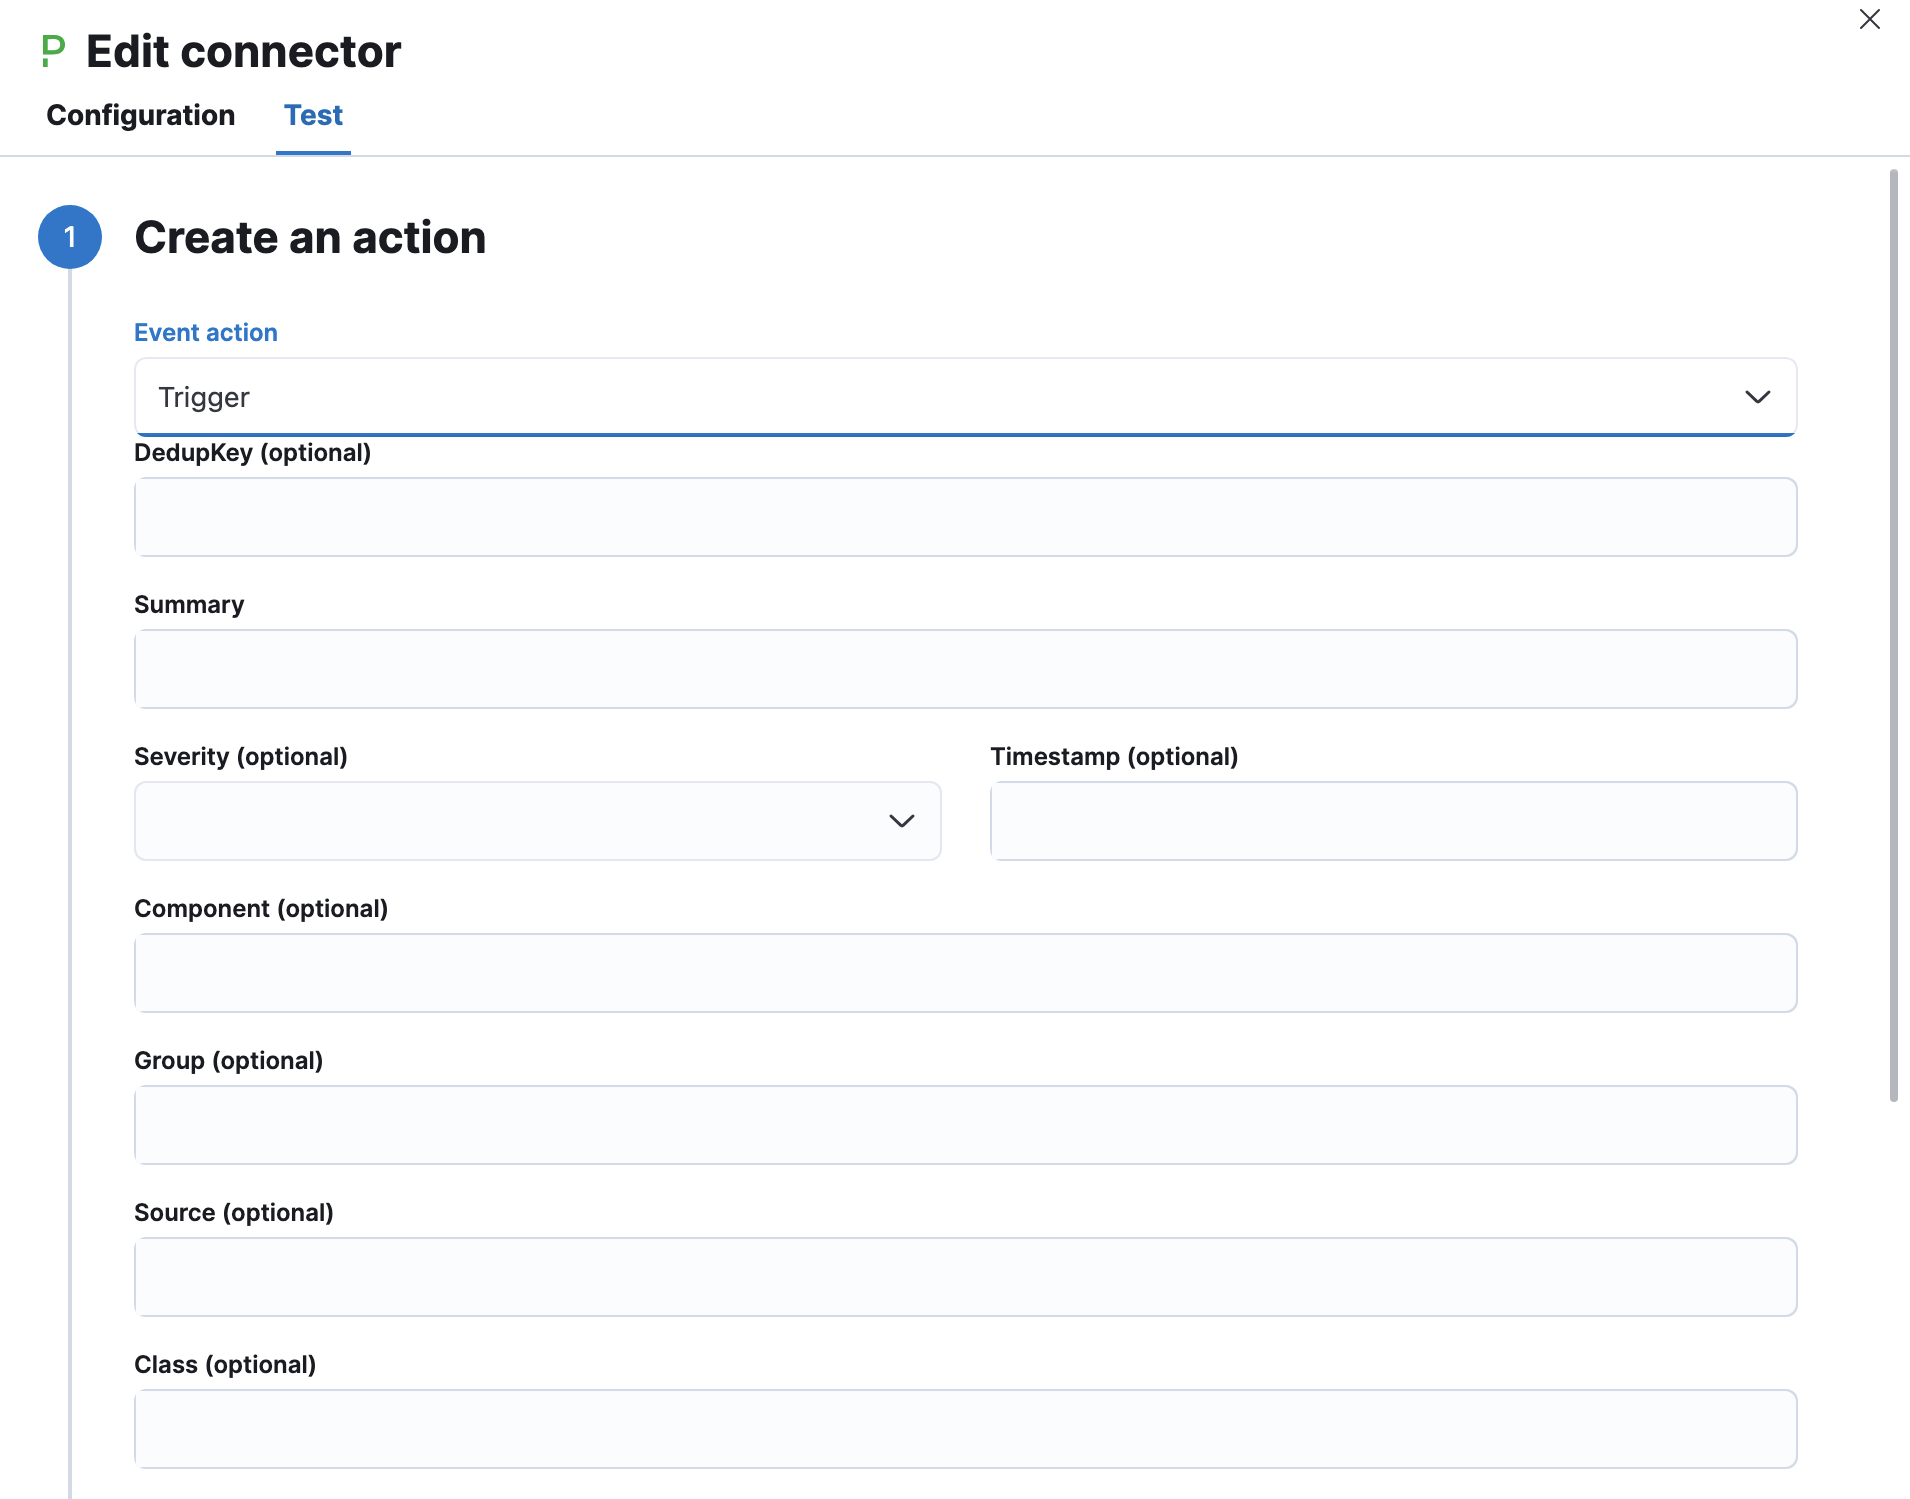 Edit connector
Configuration Test
1 Create an action
Event action
Trigger
DedupKey (optional)
Summary
Severity (optional) Timestamp (optional)
Component (optional)
Group (optional)
Source (optional)
Class (optional)